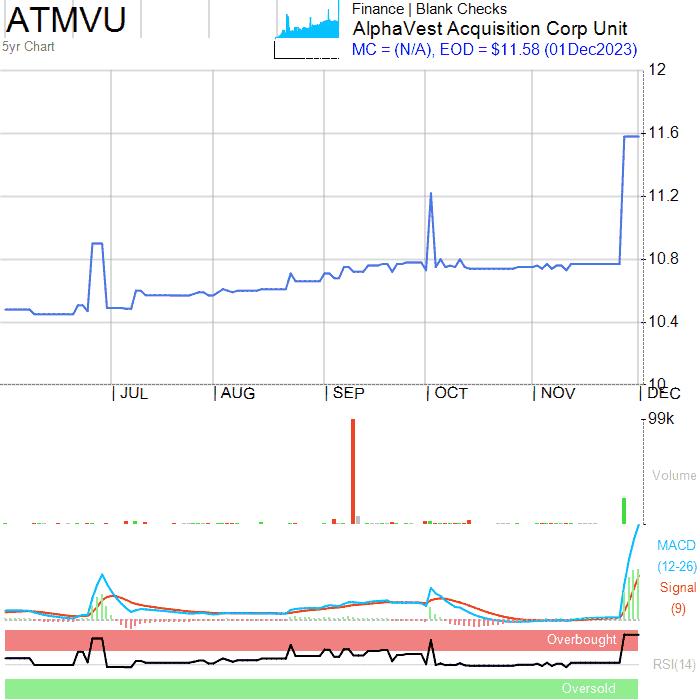 ATMVU
5yr Chart
Finance | Blank Checks
AlphaVest Acquisition Corp Unit
MC = (N/A), EOD = $11.58 (01Dec2023)
12
11.6
11.2
10.8
10.4
10
| JUL | AUG | SEP | OCT | NOV | DEC
99k
Volume
MACD
(12-26)
Signal
(9)
Overbought
RSI(14)
Oversold